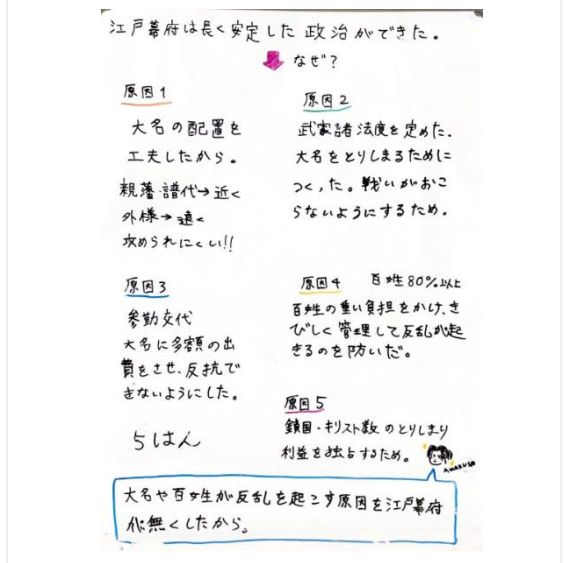 江戸幕府は長く安定した政治ができた。
なぜ?
原因1
大名の配置を
工夫したから。
親藩・譜代→近く
外様→遠く
攻められにくい!!
原因2
武家諸法度を定めた、
大名をとりしまるために
つくった。戦いがおこ
らないようにするため。
原因3
参勤交代
大名に多額の出
費をさせ、反抗で
きないようにした。
原因4 百姓80%以上
百姓の重い負担をかけ、き
びしく管理して反乱が起
きるのを防いだ。
原因5
鎖国・キリスト教のとりしまり
利益を独占するため。
5はん
大名や百姓が反乱を起こす原因を江戸幕府
が無くしたから。